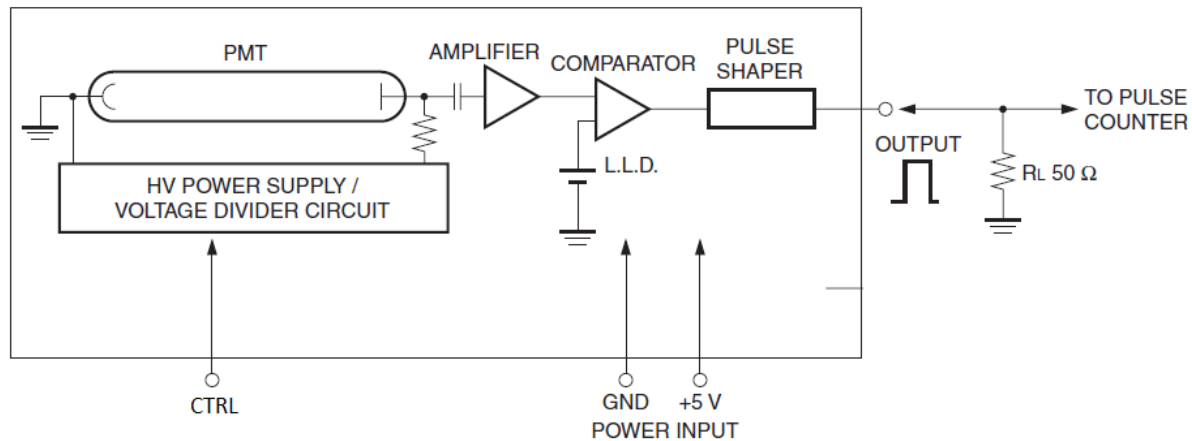 PMT
AMPLIFIER
COMPARATOR
PULSE
SHAPER
L.L.D.
HV POWER SUPPLY /
VOLTAGE DIVIDER CIRCUIT
OUTPUT
TO PULSE
COUNTER
RL 50 Ω
CTRL
GND +5 V
POWER INPUT